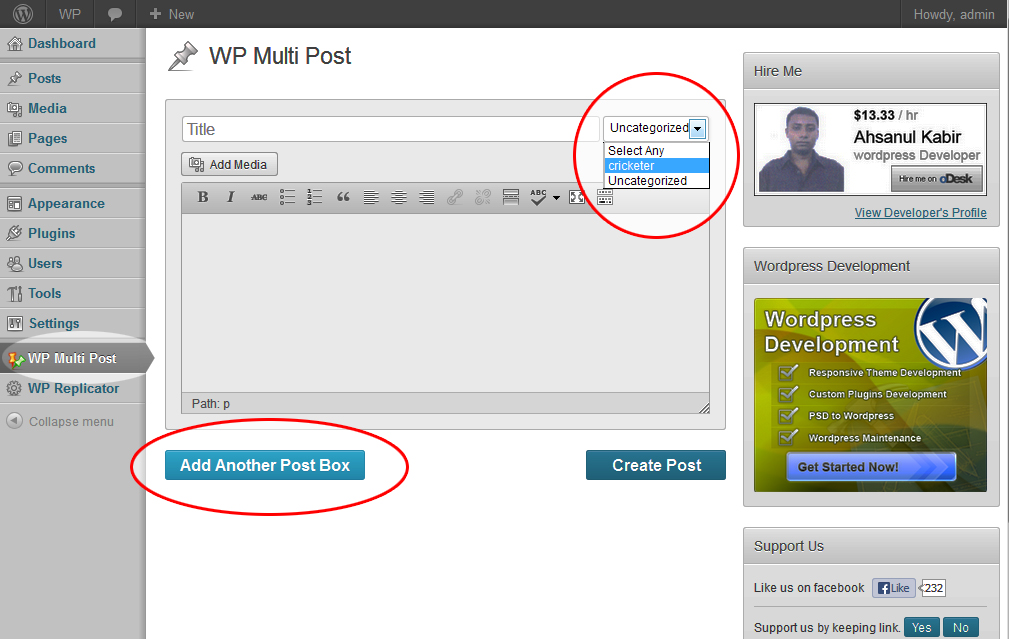 WP
New
Howdy, admin
Dashboard
Posts
Media
Pages
Comments
Appearance
Plugins
Users
Tools
Settings
WP Multi Post
WP Replicator
Collapse menu
WP Multi Post
Title
Uncategorized
Select Any
cricketer
Uncategorized
Add Media
B I ABC ABC
Path: p
Add Another Post Box
Create Post
Hire Me
$13.33 / hr
Ahsanul Kabir
wordpress Developer
Hire me on oDesk
View Developer's Profile
Wordpress Development
Wordpress
Development
Responsive Theme Development
Custom Plugins Development
PSD to Wordpress
Wordpress Maintenance
Get Started Now!
Support Us
Like us on facebook Like 232
Support us by keeping link. Yes No